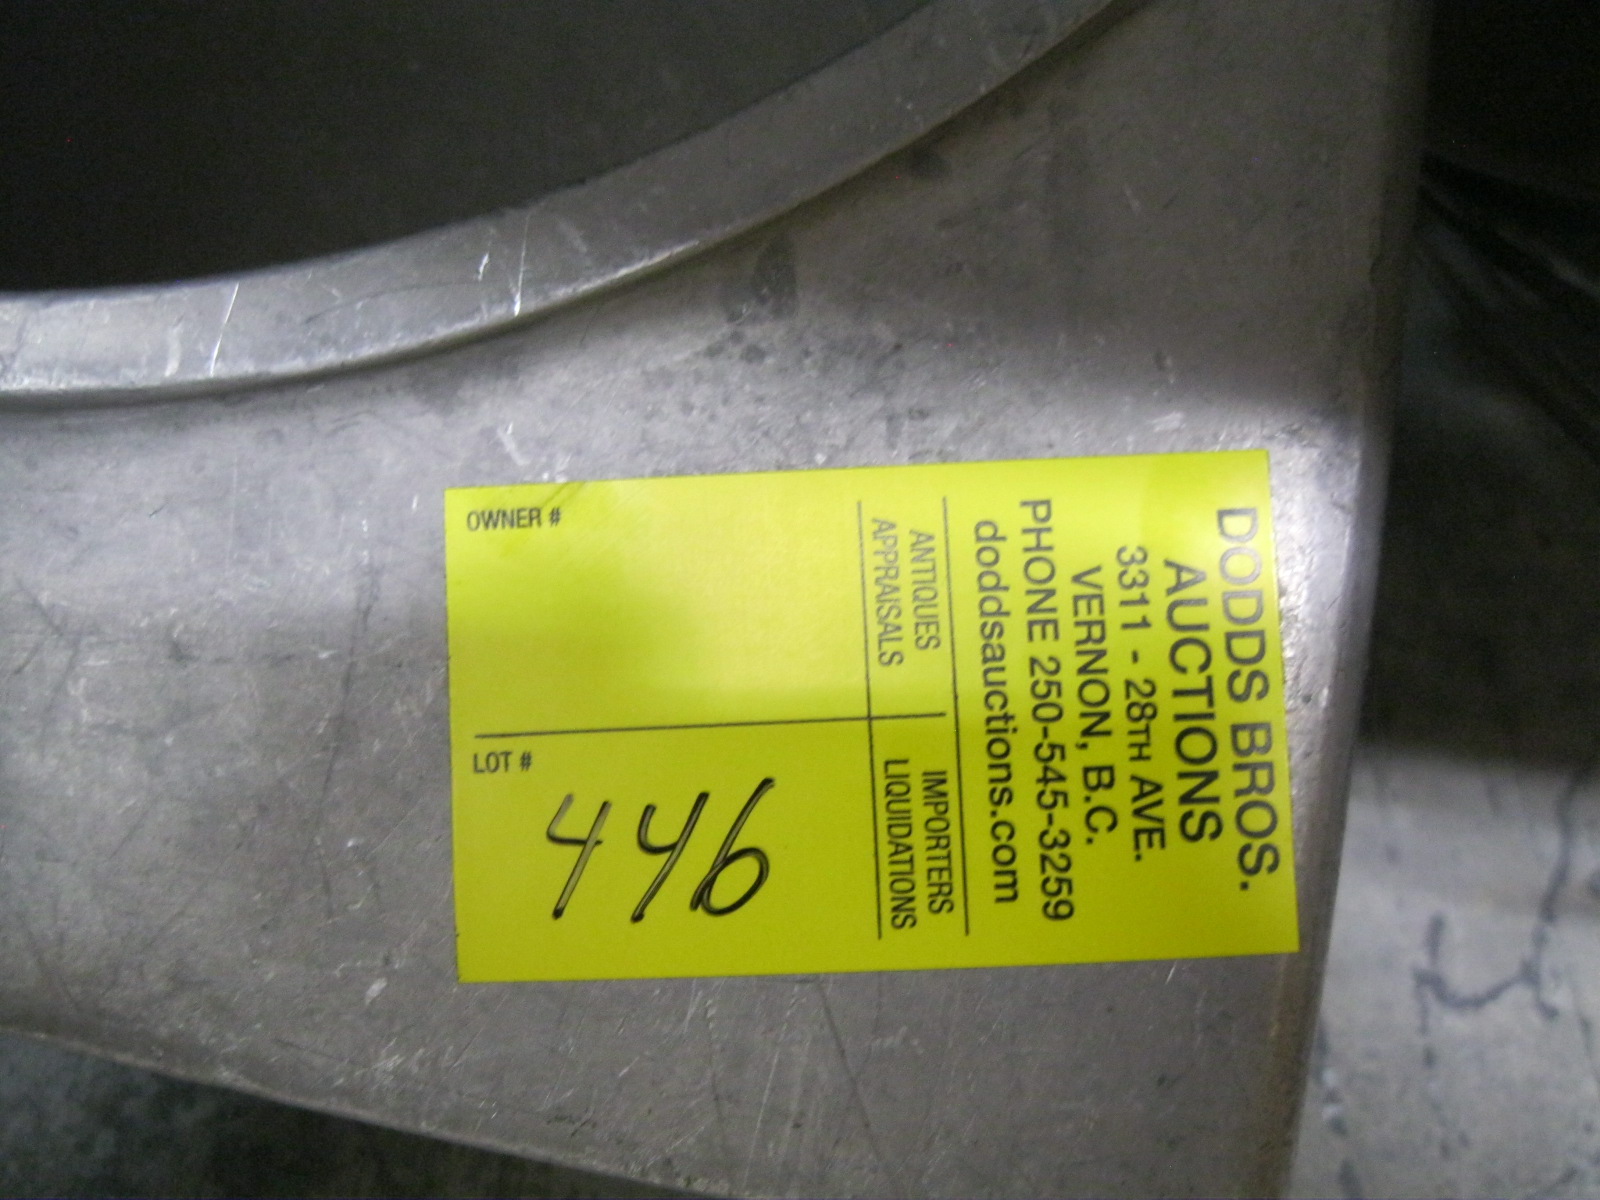 DODDS BROS.
AUCTIONS
3311 - 28TH AVE.
VERNON, B.C.
PHONE 250-545-3259
doddsauctions.com
ANTIQUES
APPRAISALS
IMPORTERS
LIQUIDATIONS
OWNER #
LOT #
446